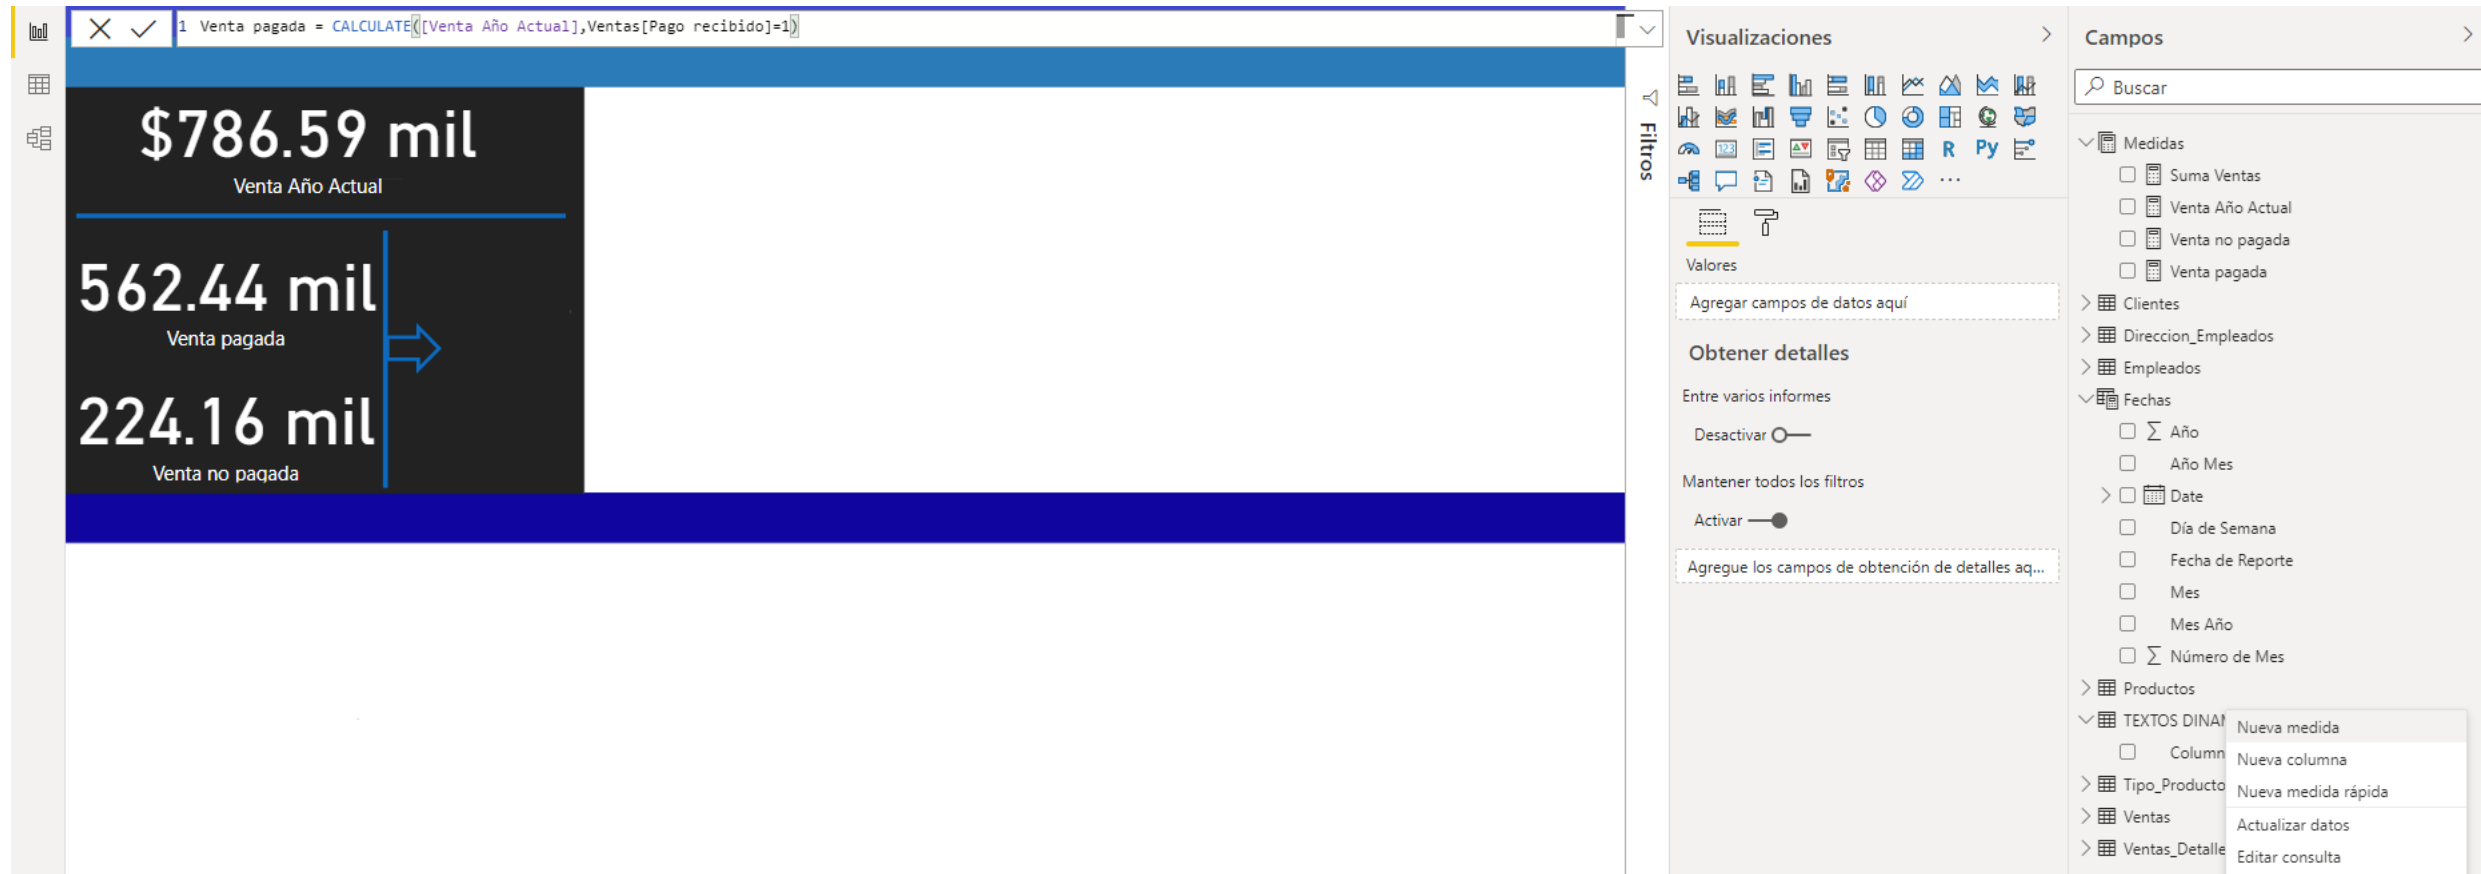 1 Venta pagada = CALCULATE([Venta Año Actual],Ventas[Pago recibido]=1)
$786.59 mil
Venta Año Actual
562.44 mil
Venta pagada
224.16 mil
Venta no pagada
Filtros
Visualizaciones
123
R
Py
Valores
Agregar campos de datos aquí
Obtener detalles
Entre varios informes
Desactivar
Mantener todos los filtros
Activar
Agregue los campos de obtención de detalles aq...
Campos
Buscar
Medidas
Suma Ventas
Venta Año Actual
Venta no pagada
Venta pagada
Clientes
Direccion_Empleados
Empleados
Fechas
Año
Año Mes
Date
Día de Semana
Fecha de Reporte
Mes
Mes Año
Número de Mes
Productos
TEXTOS DINA
Column
Tipo_Producto
Ventas
Ventas_Detalle
Nueva medida
Nueva columna
Nueva medida rápida
Actualizar datos
Editar consulta